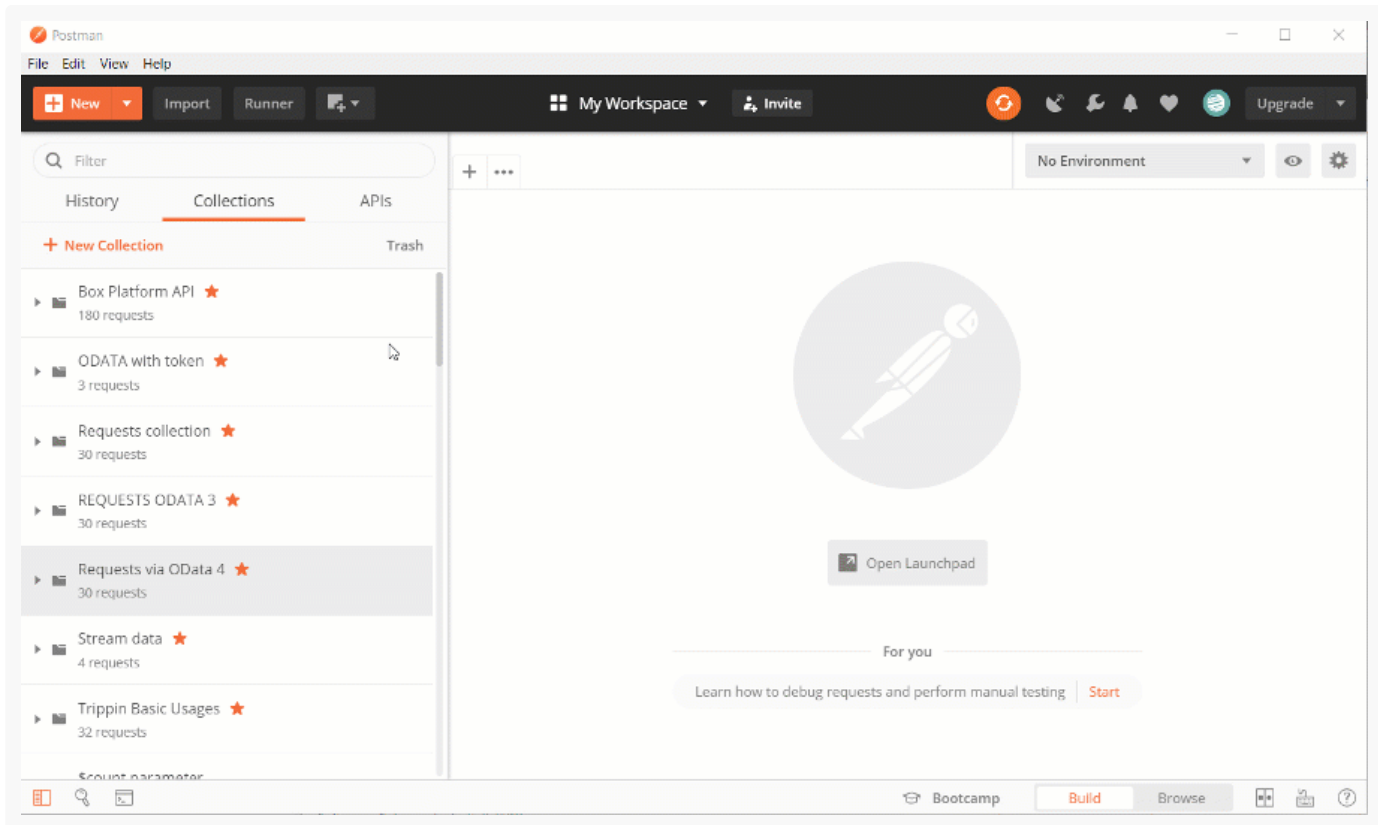 Postman
File Edit View Help
New Import Runner My Workspace Invite Upgrade
Filter
No Environment
History Collections APIs
+ New Collection Trash
Box Platform API
180 requests
ODATA with token
3 requests
Requests collection
30 requests
REQUESTS ODATA 3
30 requests
Requests via OData 4
30 requests
Open Launchpad
Stream data
4 requests
For you
Learn how to debug requests and perform manual testing Start
Trippin Basic Usages
32 requests
$count parameter
Bootcamp Build Browse